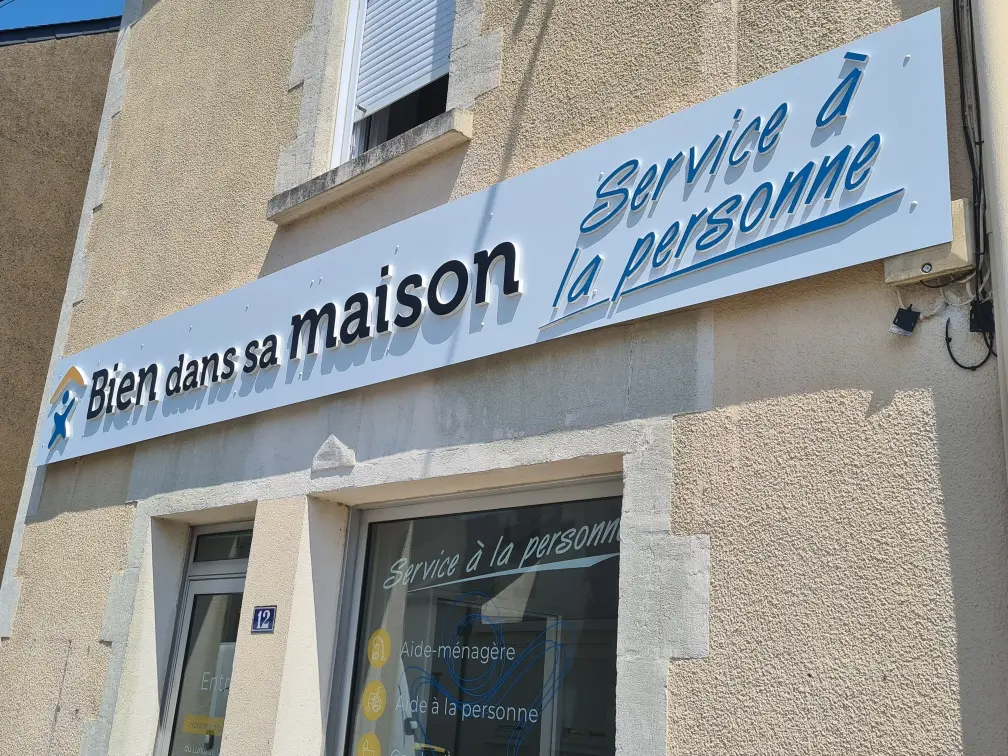 Bien dans sa maison
Service à
la personne
Service à la personne
12
Aide-ménagère
Aide à la personne